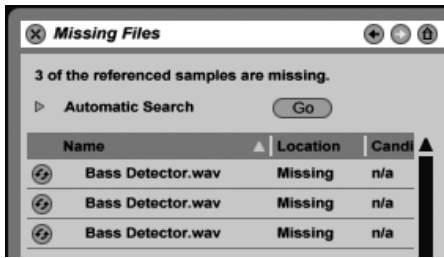 Missing Files
3 of the referenced samples are missing.
Automatic Search Go
Name Location Candi
Bass Detector.wav Missing n/a
Bass Detector.wav Missing n/a
Bass Detector.wav Missing n/a